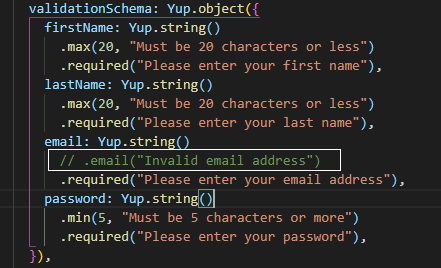 validationSchema: Yup.object({
firstName: Yup.string()
.max(20, "Must be 20 characters or less")
.required("Please enter your first name"),
lastName: Yup.string()
.max(20, "Must be 20 characters or less")
.required("Please enter your last name"),
email: Yup.string()
// .email("Invalid email address")
.required("Please enter your email address"),
password: Yup.string()
.min(5, "Must be 5 characters or more")
.required("Please enter your password"),
}),